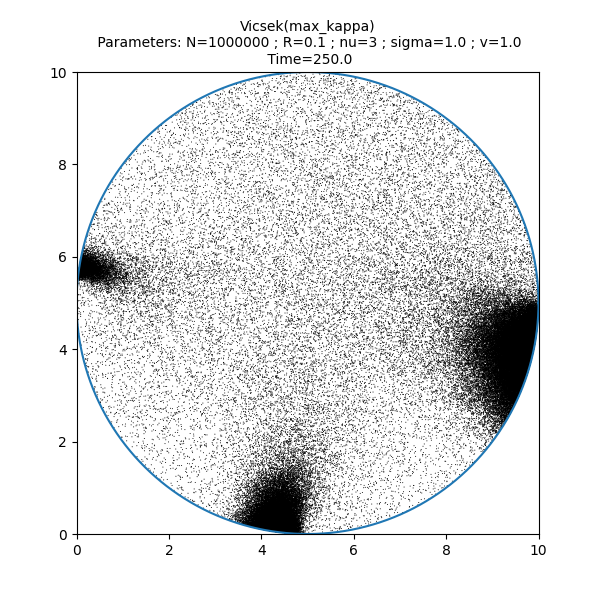 Vicsek(max_kappa)
Parameters: N=1000000 ; R=0.1 ; nu=3 ; sigma=1.0 ; v=1.0
Time=250.0
10
8
6
4
2
0
0 2 4 6 8 10